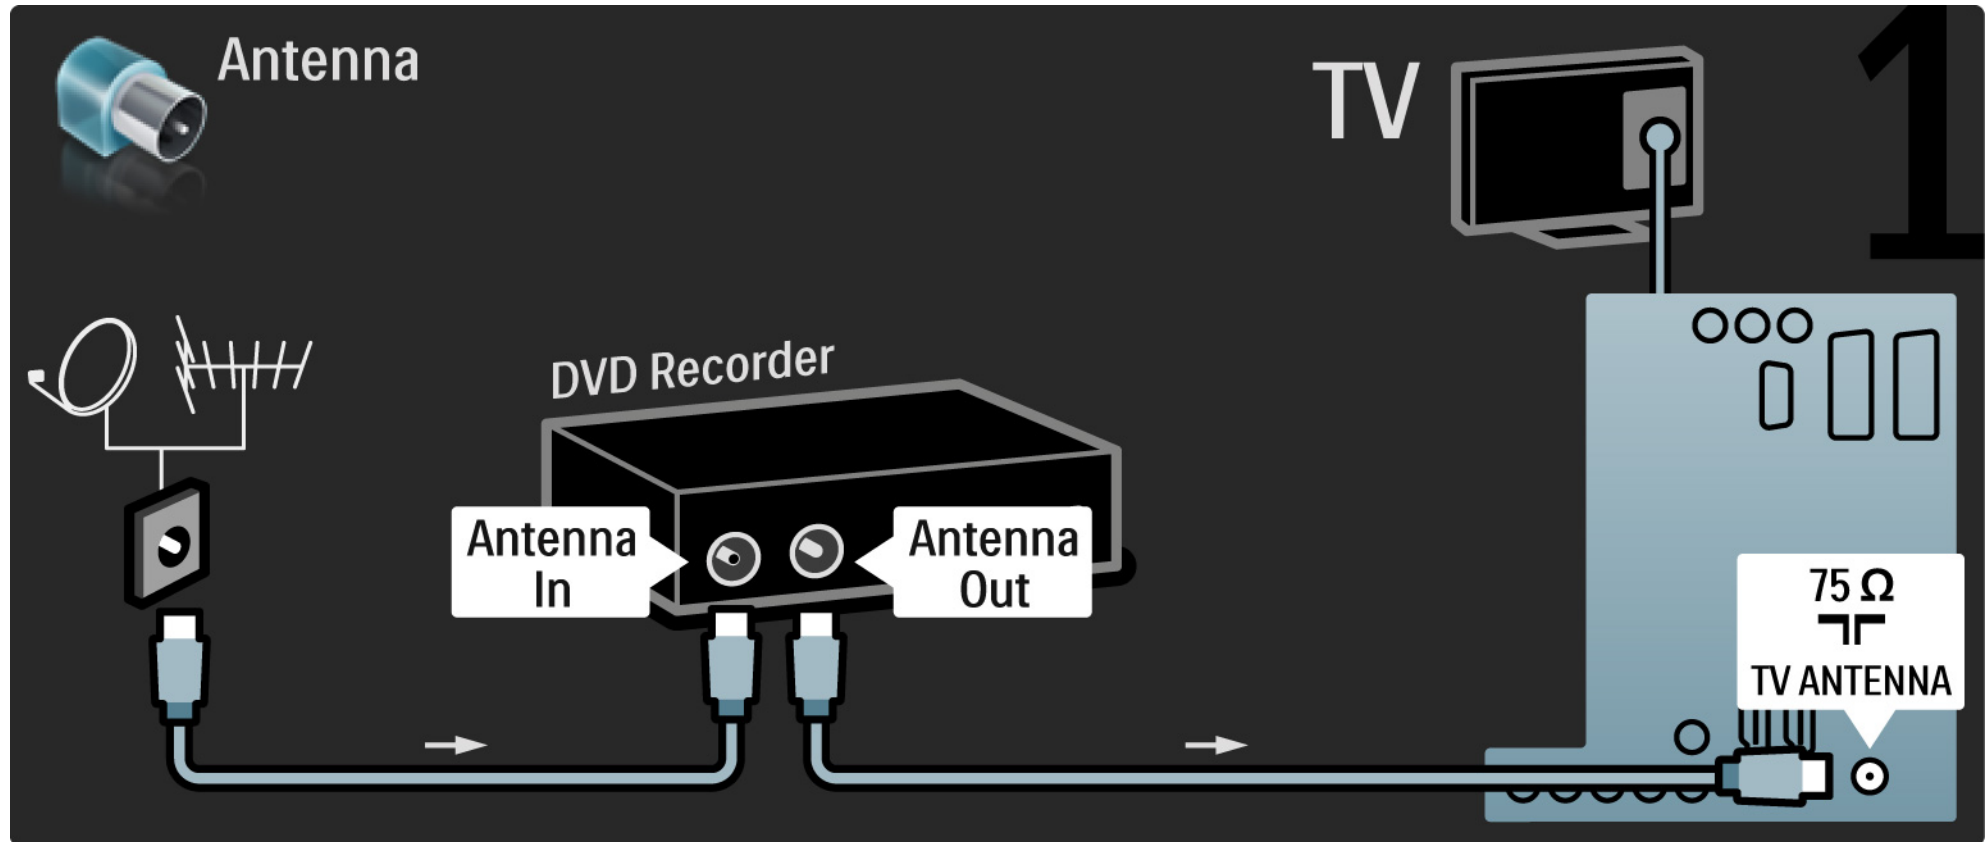 Antenna
TV
1
DVD Recorder
Antenna
In
Antenna
Out
75 Ω
TV ANTENNA